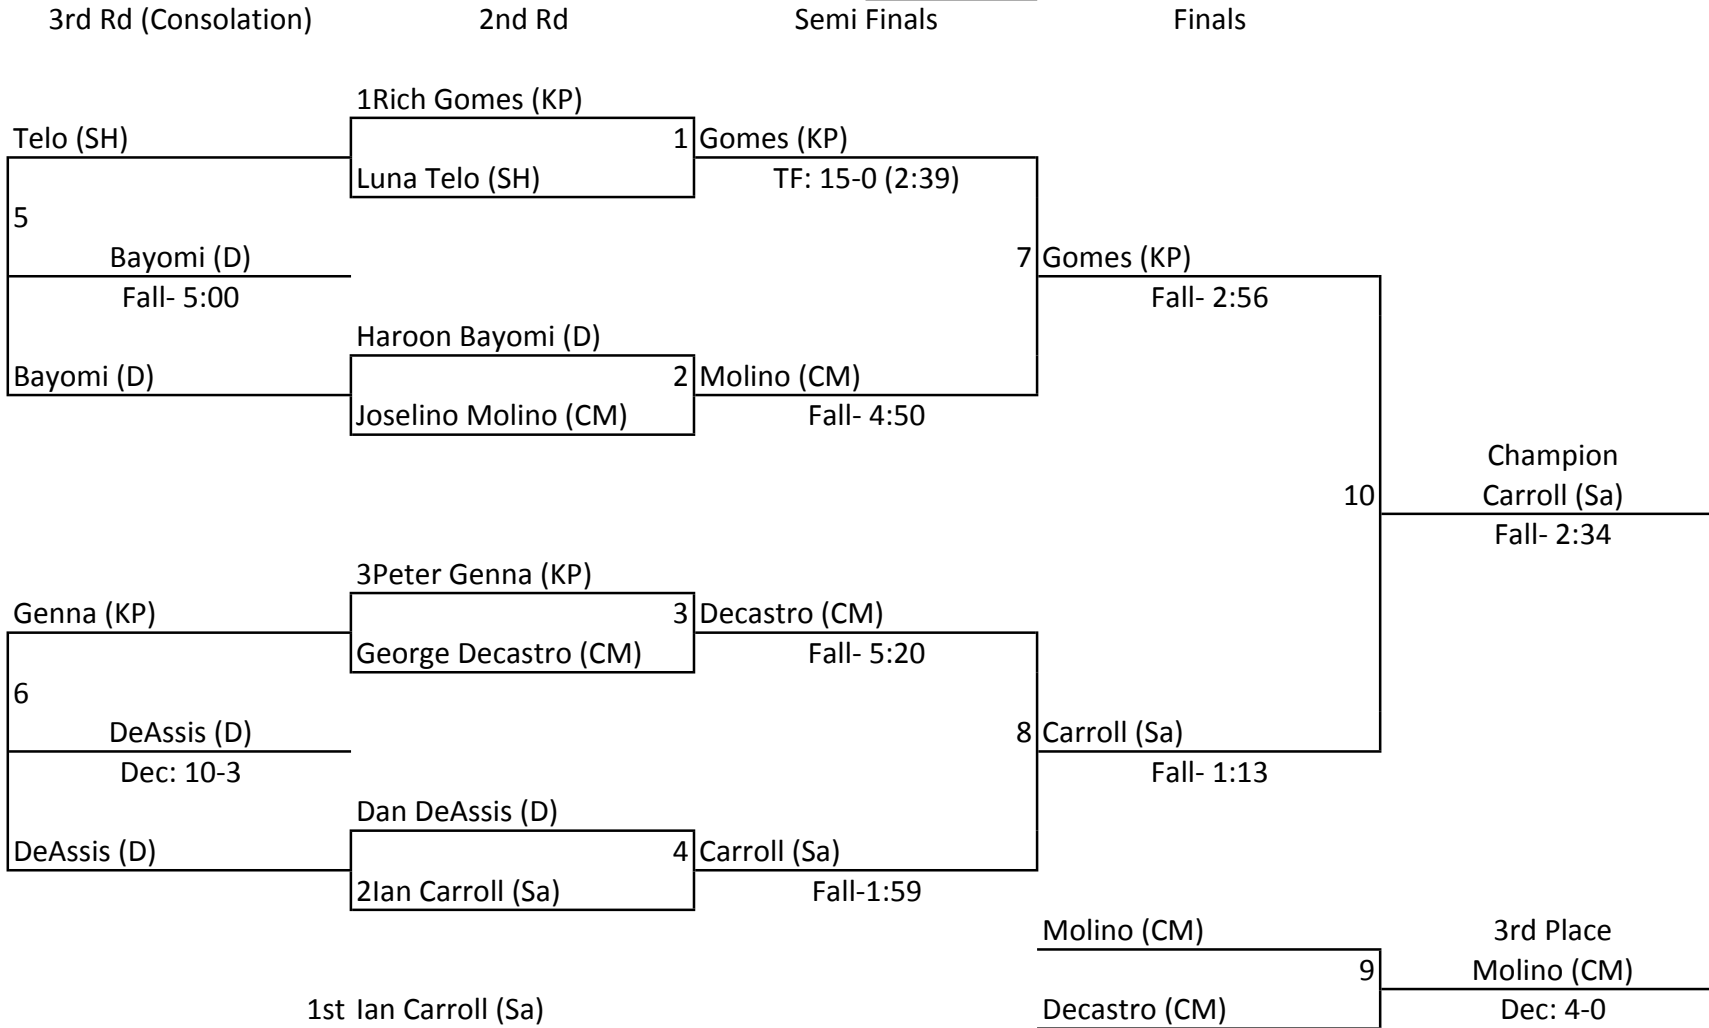 3rd Rd (Consolation) 2nd Rd Semi Finals Finals
1Rich Gomes (KP)
Telo (SH) 1 Gomes (KP)
Luna Telo (SH) TF: 15-0 (2:39)
5
Bayomi (D) 7 Gomes (KP)
Fall- 5:00 Fall- 2:56
Haroon Bayomi (D)
Bayomi (D) 2 Molino (CM)
Joselino Molino (CM) Fall- 4:50
Champion
10 Carroll (Sa)
Fall- 2:34
3Peter Genna (KP)
Genna (KP) 3 Decastro (CM)
George Decastro (CM) Fall- 5:20
6
DeAssis (D) 8 Carroll (Sa)
Dec: 10-3 Fall- 1:13
Dan DeAssis (D)
DeAssis (D) 4 Carroll (Sa)
2Ian Carroll (Sa) Fall-1:59
Molino (CM) 3rd Place
9 Molino (CM)
1st Ian Carroll (Sa) Decastro (CM) Dec: 4-0